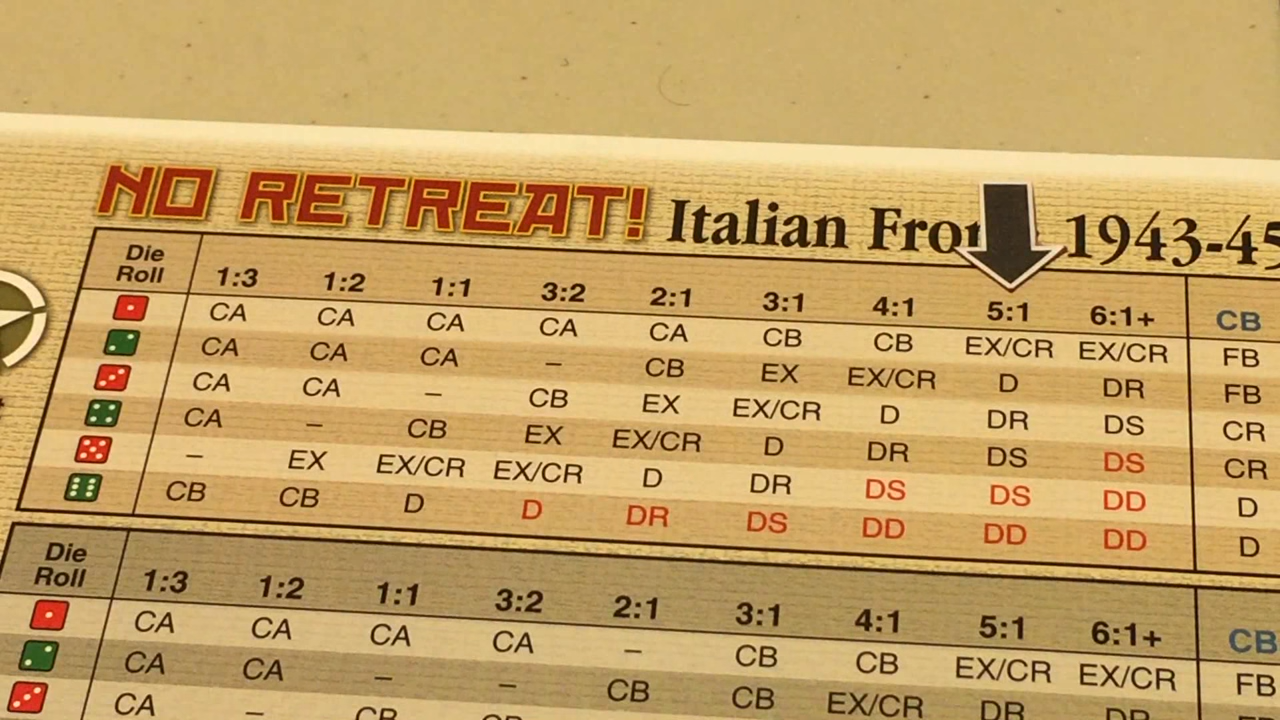 NO RETREAT! Italian Fro 1943-45
Die Roll 1:3 1:2 1:1 3:2 2:1 3:1 4:1 5:1 6:1+ CB
CA CA CA CA CA CB CB EX/CR EX/CR FB
CA CA CA – CB EX EX/CR D DR FB
CA CA – CB EX EX/CR D DR DS CR
CA – CB EX EX/CR D DR DS DS CR
– EX EX/CR EX/CR D DR DS DS DD D
CB CB D D DR DS DD DD DD D
Die Roll 1:3 1:2 1:1 3:2 2:1 3:1 4:1 5:1 6:1+ CB
CA CA CA CA – CB CB EX/CR EX/CR FB
CA CA – – CB CB EX/CR DR DR
CA – CB CB